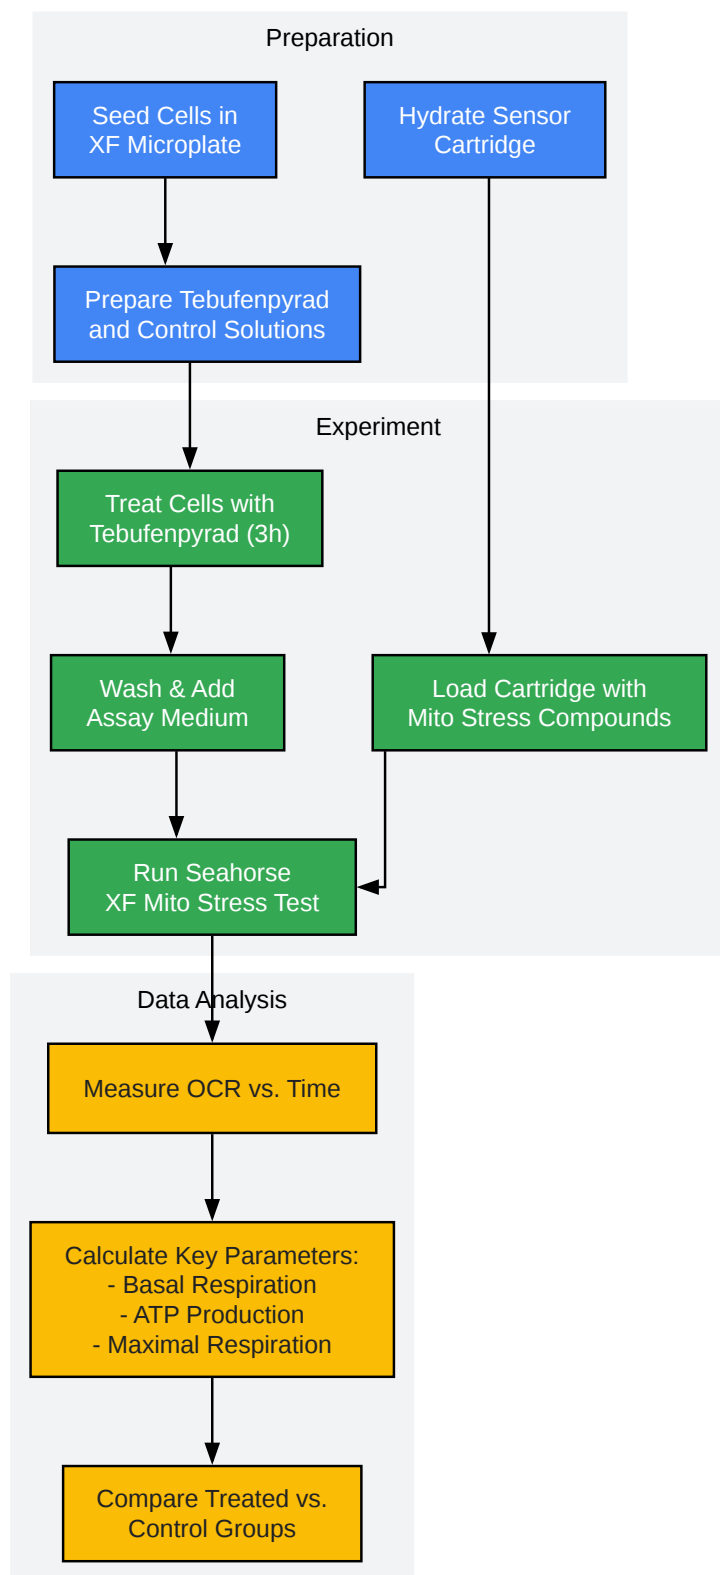 Preparation
Seed Cells in
XF Microplate
Hydrate Sensor
Cartridge
Prepare Tebufenpyrad
and Control Solutions
Experiment
Treat Cells with
Tebufenpyrad (3h)
Wash & Add
Assay Medium
Load Cartridge with
Mito Stress Compounds
Run Seahorse
XF Mito Stress Test
Data Analysis
Measure OCR vs. Time
Calculate Key Parameters:
- Basal Respiration
- ATP Production
- Maximal Respiration
Compare Treated vs.
Control Groups